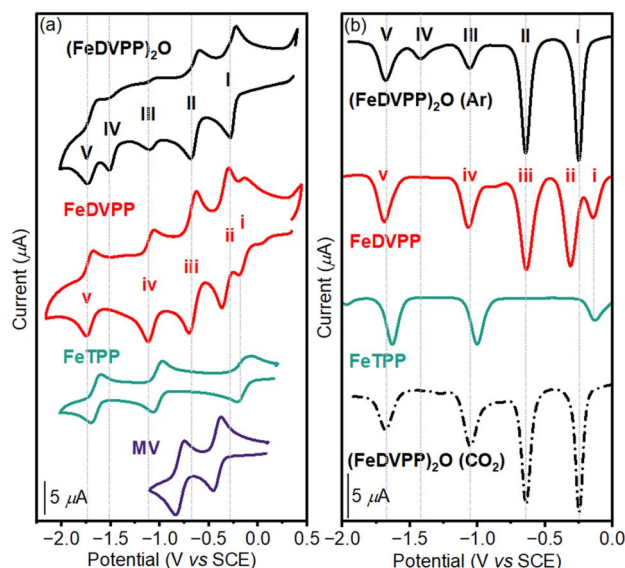 (a)
(FeDVPP)₂O
V
IV
III
II
I
FeDVPP
v
iv
iii
ii
i
FeTPP
MV
5 μA
Current (μA)
-2.0 -1.5 -1.0 -0.5 0.0 0.5
Potential (V vs SCE)
(b)
V IV III II I
(FeDVPP)₂O (Ar)
v iv iii ii i
FeDVPP
FeTPP
(FeDVPP)₂O (CO₂)
5 μA
Current (μA)
-2.0 -1.5 -1.0 -0.5 0.0
Potential (V vs SCE)